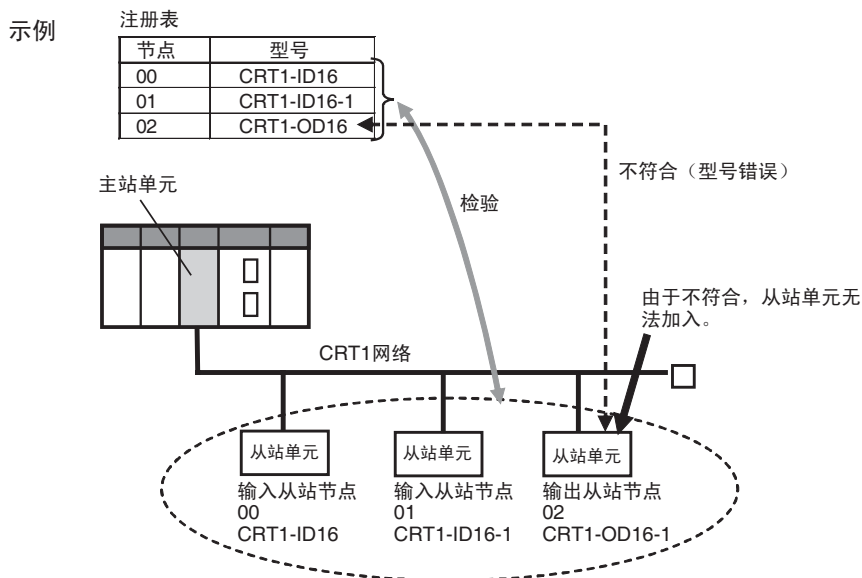 示例
注册表
节点 型号
00 CRT1-ID16
01 CRT1-ID16-1
02 CRT1-OD16
不符合（型号错误）
主站单元
检验
由于不符合，从站单元无
法加入。
CRT1网络
从站单元 从站单元 从站单元
输入从站节点
00
CRT1-ID16
输入从站节点
01
CRT1-ID16-1
输出从站节点
02
CRT1-OD16-1